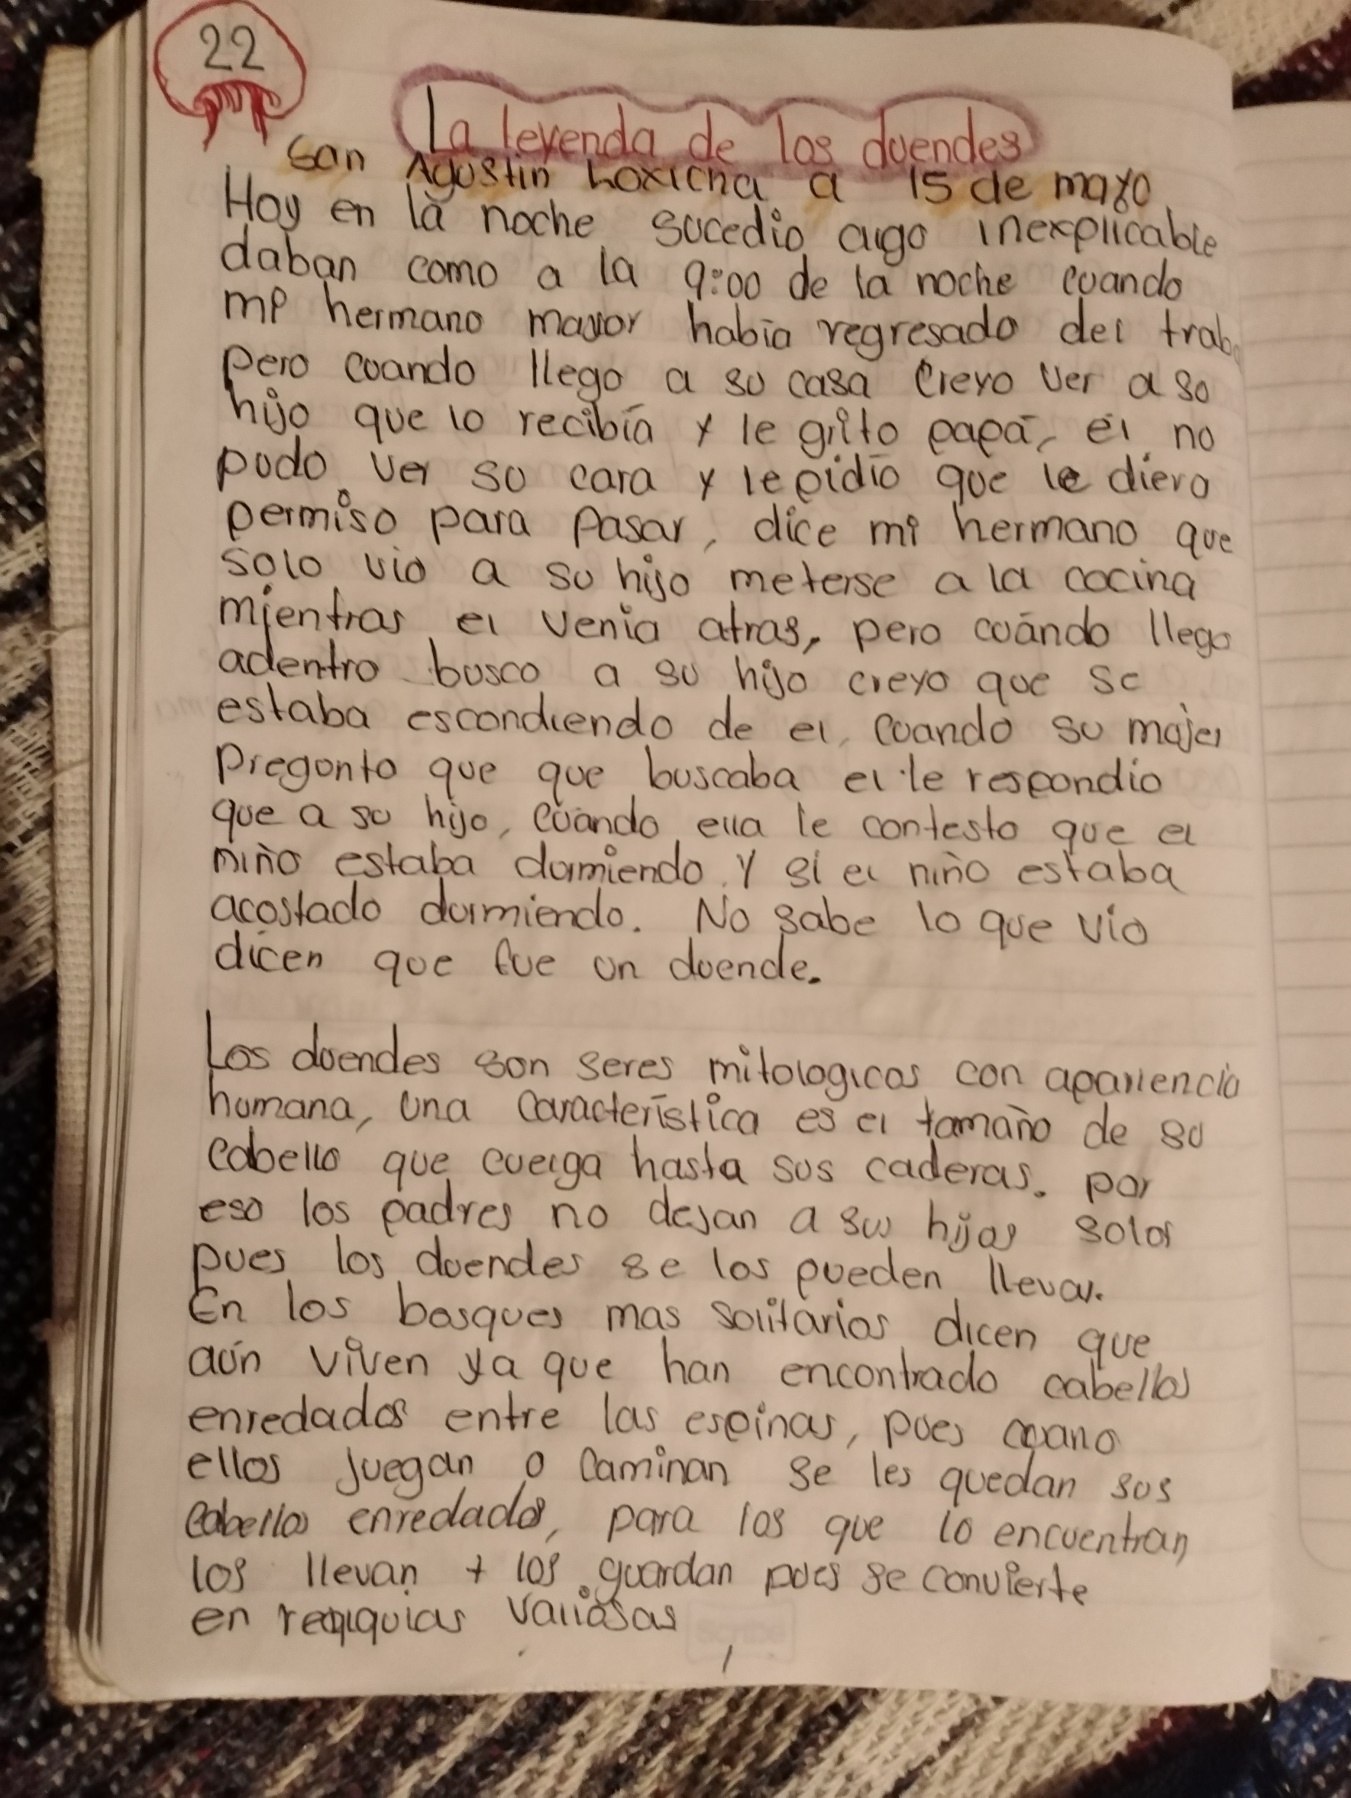 22
La leyenda de los duendes
San Agustin Loxicha a 15 de mayo
Hoy en la noche sucedio algo inexplicable
daban como a la 9:00 de la noche cuando
mi hermano mayor habia regresado del trab
pero cuando llego a su casa creyo ver a su
hijo que lo recibía y le grito papá, el no
pudo ver su cara y le pidio que le diera
permiso para pasar, dice mi hermano que
solo vio a su hijo meterse a la cocina
mientras el venia atras, pero cuándo llego
adentro busco a su hijo creyo que se
estaba escondiendo de el, cuando su mujer
pregunto que que buscaba el le respondio
que a su hijo, cuando ella le contesto que el
niño estaba durmiendo. Y si el niño estaba
acostado durmiendo. No sabe lo que vio
dicen que fue un duende.
Los duendes son seres mitologicos con apariencia
humana, una característica es el tamaño de su
cabello que cuelga hasta sus caderas. por
eso los padres no dejan a sus hijos solos
pues los duendes se los pueden llevar.
En los bosques mas solitarios dicen que
aún viven ya que han encontrado cabellos
enredados entre las espinas, pues cuano
ellos juegan o caminan se les quedan sus
cabellos enredados, para los que lo encuentran
los llevan y los guardan pues se convierte
en valiosas
scribe